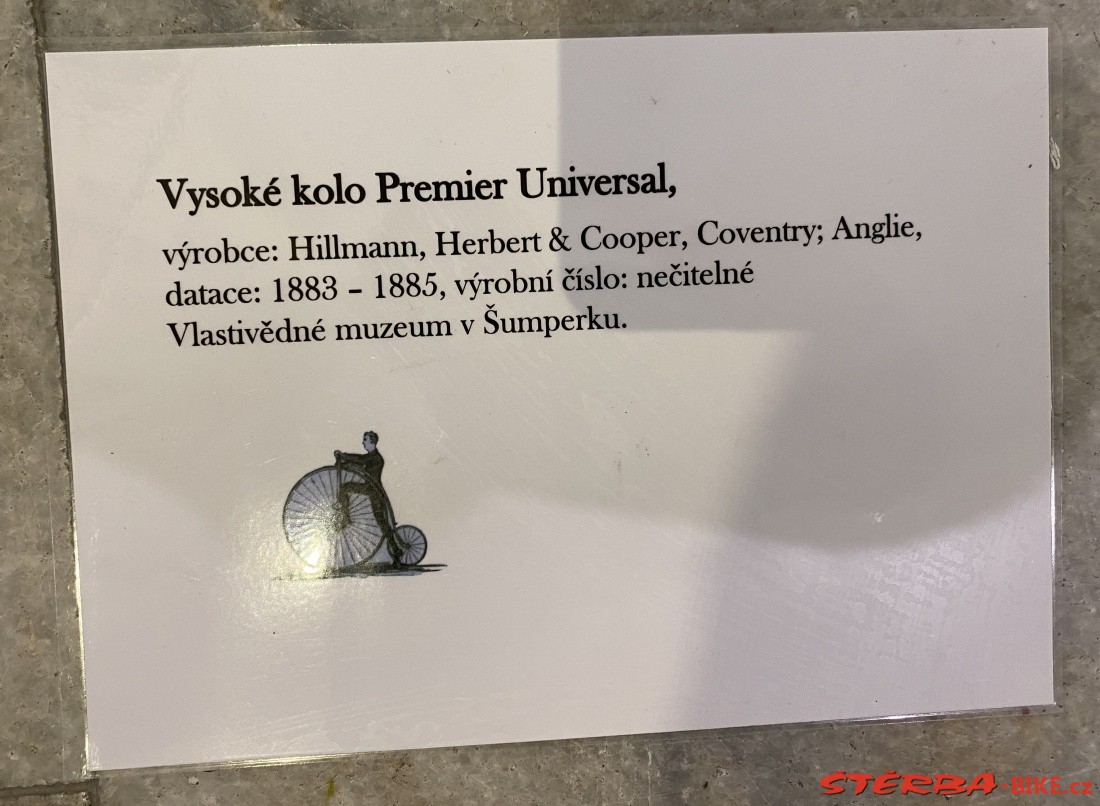 Vysoké kolo Premier Universal,
výrobce: Hillmann, Herbert & Cooper, Coventry; Anglie,
datace: 1883 – 1885, výrobní číslo: nečitelné
Vlastivědné muzeum v Šumperku.
ŠTĚRBA-BIKE.cz